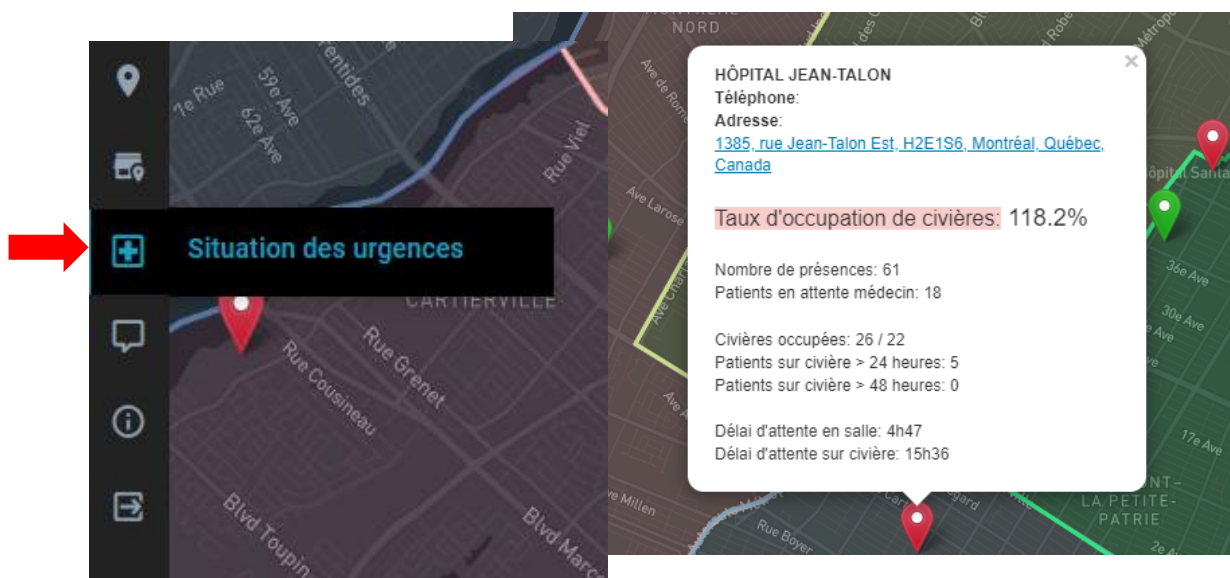 7e Rue
59e Ave
62e Ave
Rue Viel
Situation des urgences
CARTIERVILLE
Rue Grenet
Rue Cousineau
Blvd Toupin
NORD
HÔPITAL JEAN-TALON
Téléphone:
Adresse:
1385, rue Jean-Talon Est, H2E1S6, Montréal, Québec,
Canada
Taux d'occupation de civières: 118.2%
Nombre de présences: 61
Patients en attente médecin: 18
Civières occupées: 26 / 22
Patients sur civière > 24 heures: 5
Patients sur civière > 48 heures: 0
Délai d'attente en salle: 4h47
Délai d'attente sur civière: 15h36
Ave Larose
36e Ave
30e Ave
17e Ave
LA PETITE-
PATRIE
Rue Boyer